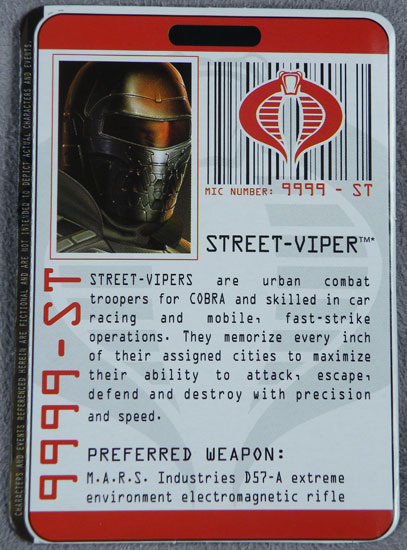 MIC NUMBER: 9999 - ST
STREET-VIPER™*
STREET-VIPERS are urban combat
troopers for COBRA and skilled in car
racing and mobile, fast-strike
operations. They memorize every inch
of their assigned cities to maximize
their ability to attack, escape,
defend and destroy with precision
and speed.
PREFERRED WEAPON:
M.A.R.S. Industries D57-A extreme
environment electromagnetic rifle
9999-ST
CHARACTERS AND EVENTS REFERENCED HEREIN ARE FICTIONAL AND ARE NOT INTENDED TO DEPICT ACTUAL CHARACTERS AND EVENTS.